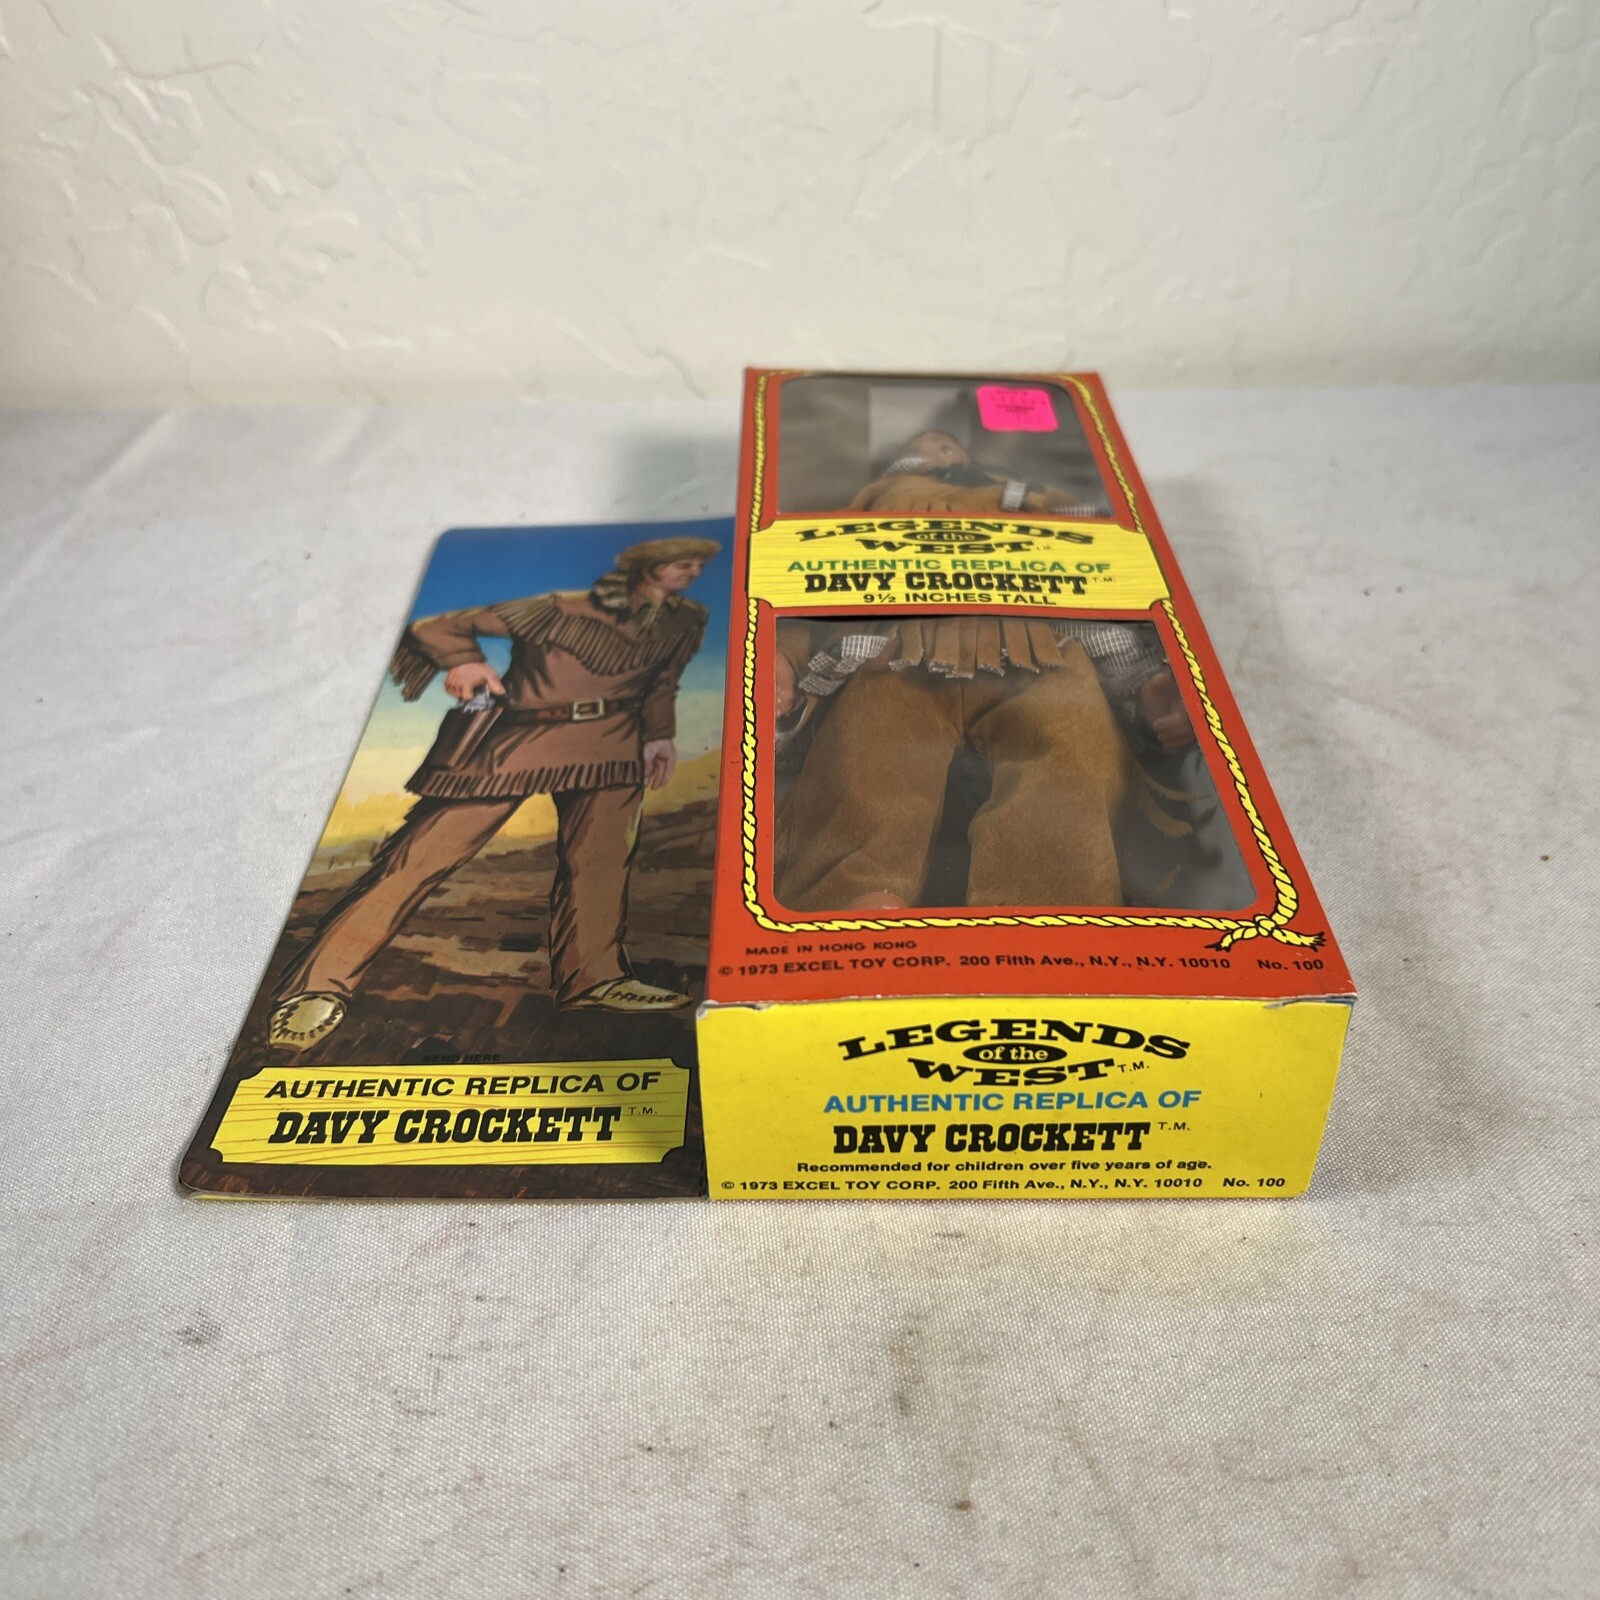 LEGENDS
of the
WEST T.M.
AUTHENTIC REPLICA OF
DAVY CROCKETT T.M.
9½ INCHES TALL
MADE IN HONG KONG
© 1973 EXCEL TOY CORP. 200 Fifth Ave., N.Y., N.Y. 10010 No. 100
BEND HERE
AUTHENTIC REPLICA OF
DAVY CROCKETT T.M.
LEGENDS
of the
WEST T.M.
AUTHENTIC REPLICA OF
DAVY CROCKETT T.M.
Recommended for children over five years of age.
© 1973 EXCEL TOY CORP. 200 Fifth Ave., N.Y., N.Y. 10010 No. 100